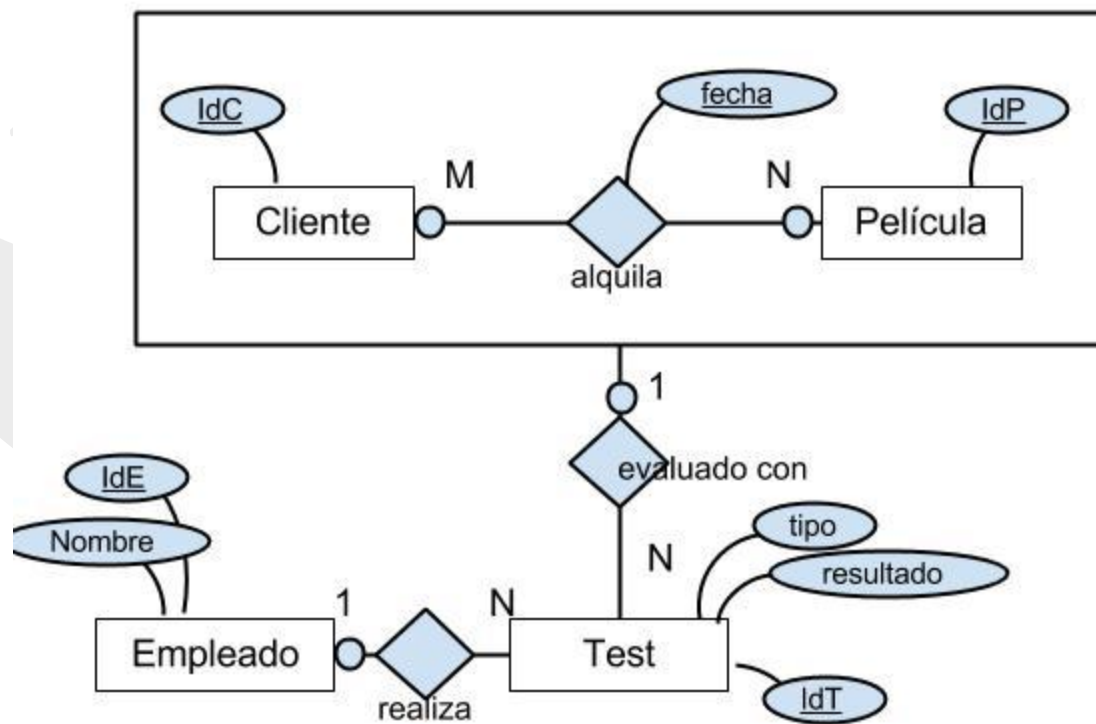 fecha
IdC
IdP
M
N
Cliente
Película
alquila
1
evaluado con
IdE
tipo
Nombre
N
resultado
1
N
Empleado
Test
IdT
realiza